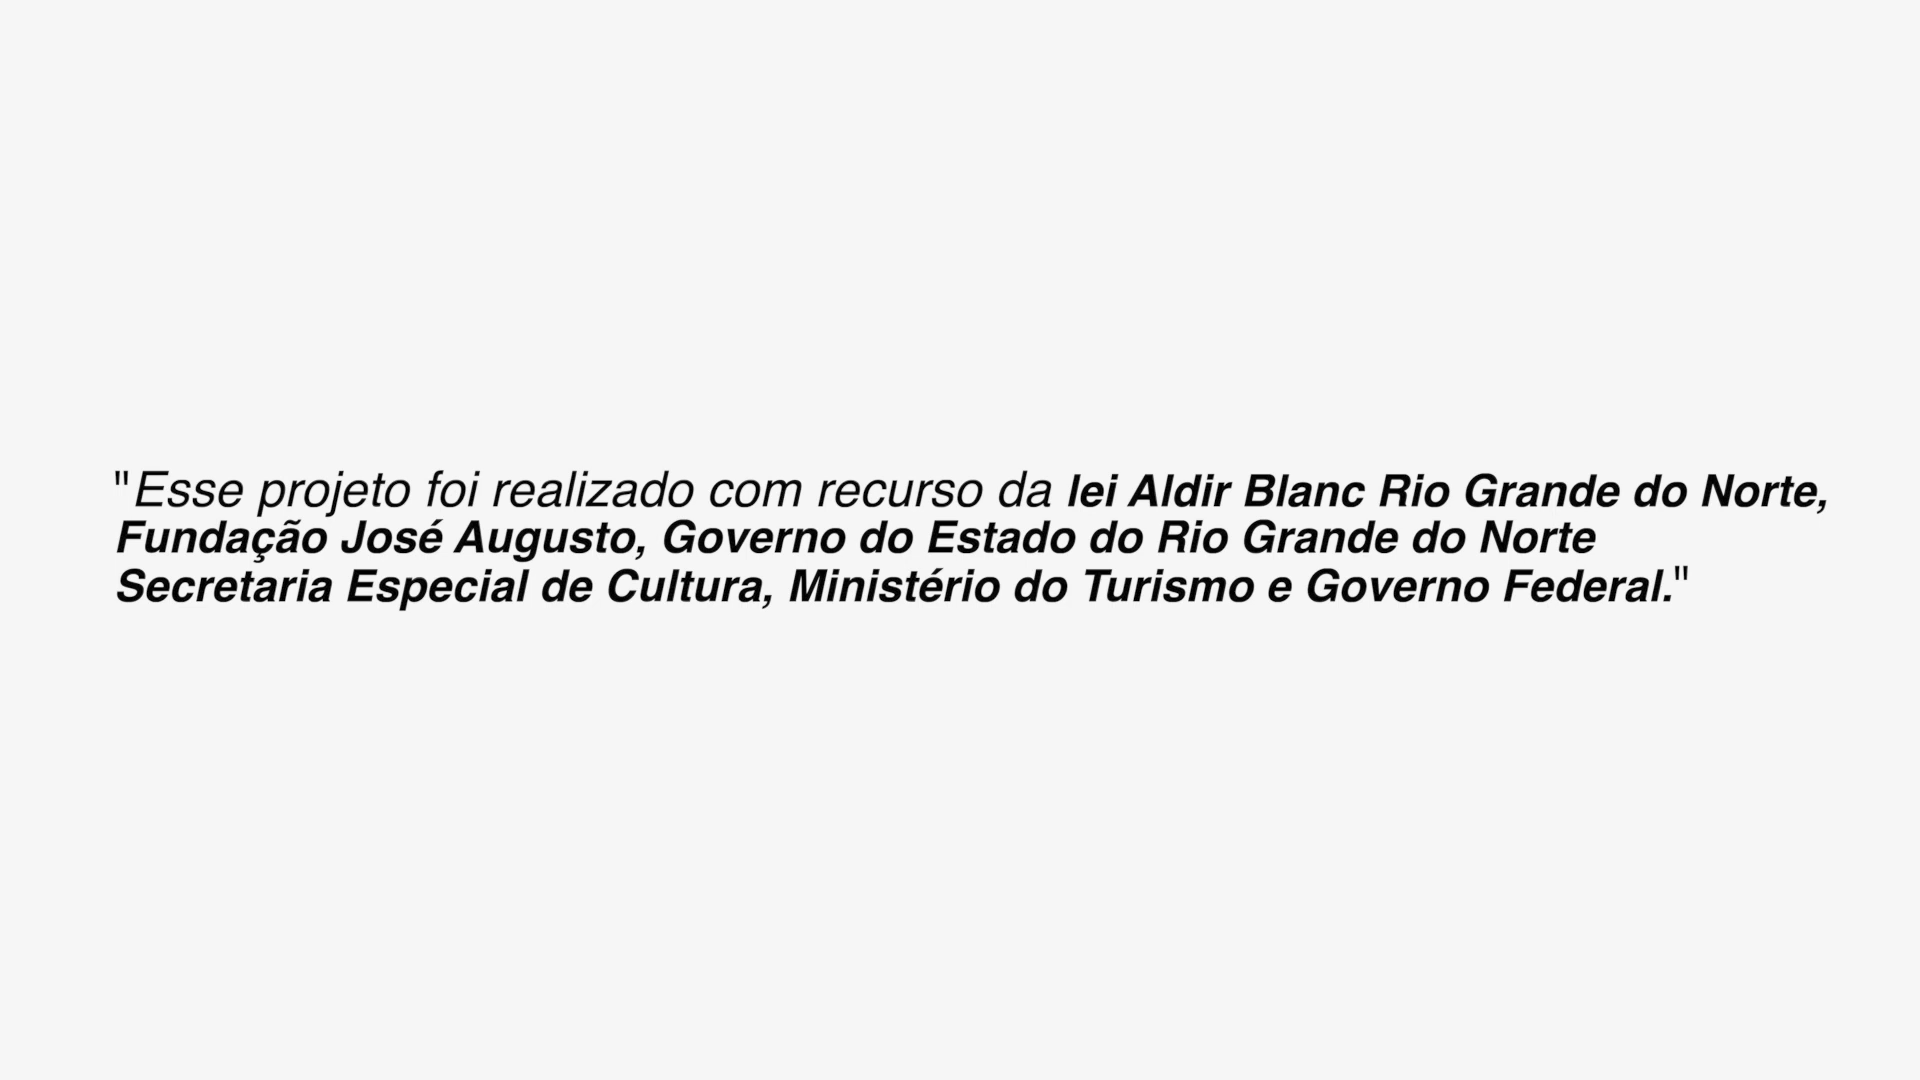 "Esse projeto foi realizado com recurso da lei Aldir Blanc Rio Grande do Norte,
Fundação José Augusto, Governo do Estado do Rio Grande do Norte
Secretaria Especial de Cultura, Ministério do Turismo e Governo Federal."